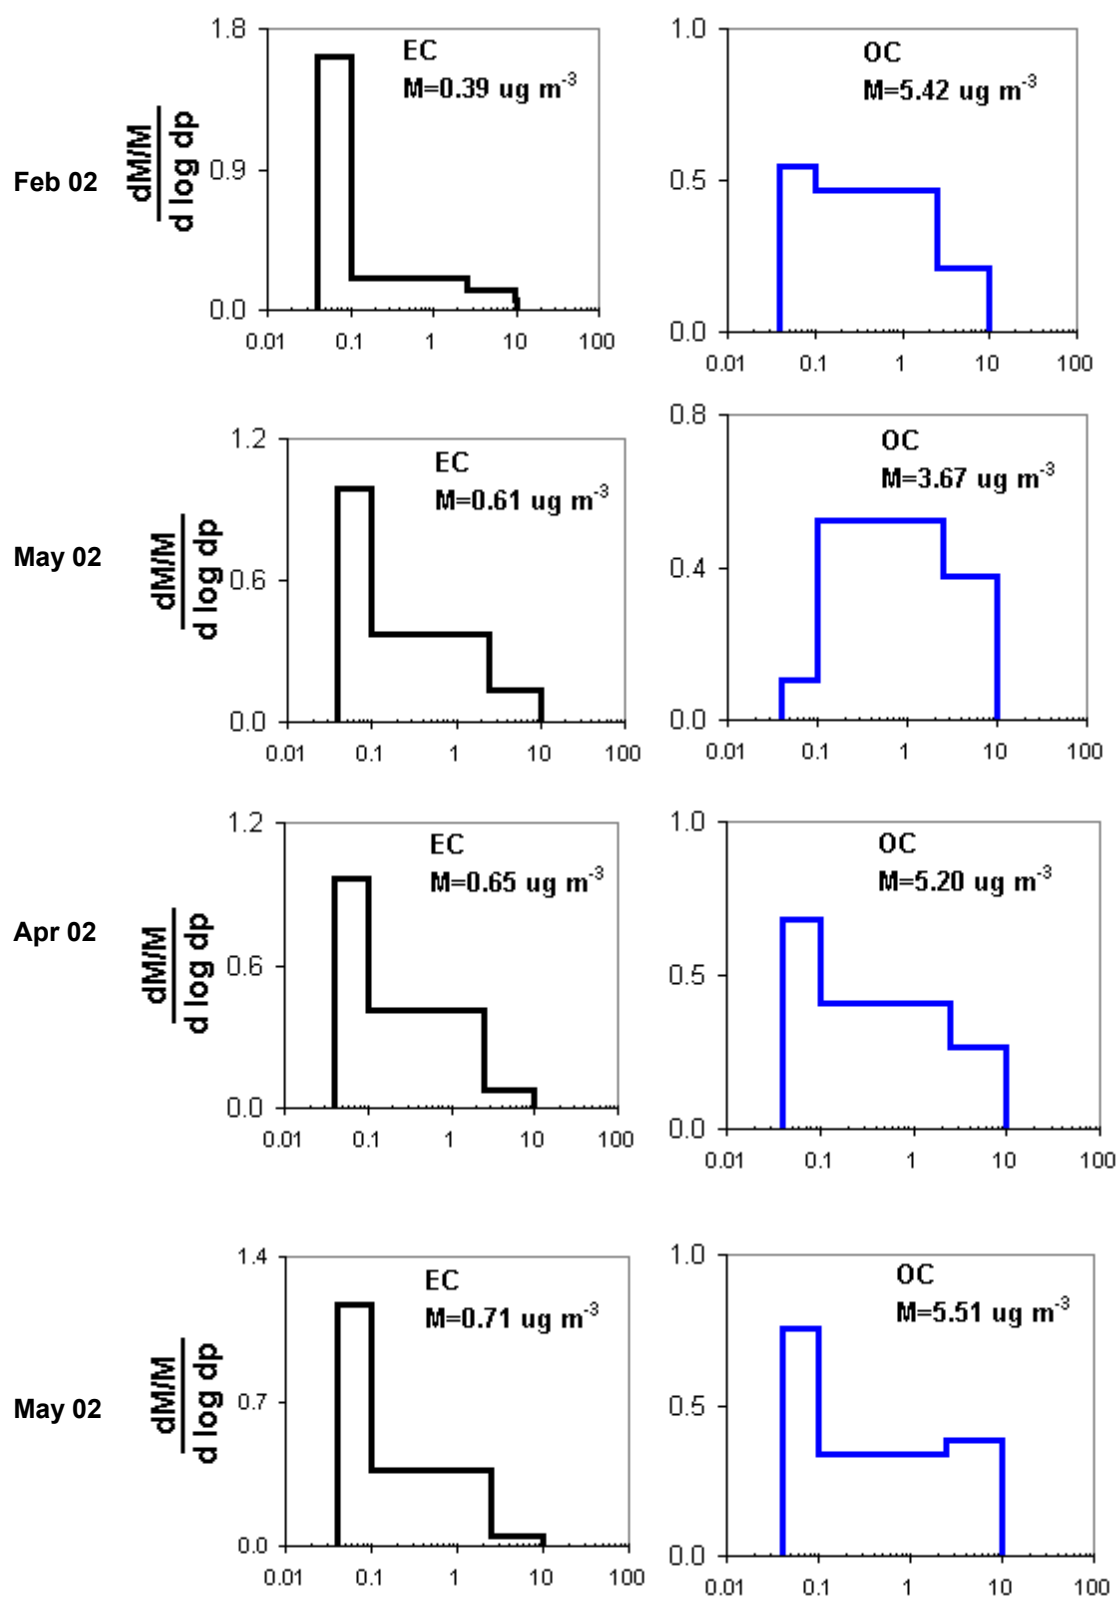 1.8
EC
M=0.39 ug m-3
dM/M
d log dp
0.9
0.0
0.01 0.1 1 10 100
Feb 02
1.0
OC
M=5.42 ug m-3
0.5
0.0
0.01 0.1 1 10 100
1.2
EC
M=0.61 ug m-3
dM/M
d log dp
0.6
0.0
0.01 0.1 1 10 100
May 02
0.8
OC
M=3.67 ug m-3
0.4
0.0
0.01 0.1 1 10 100
1.2
EC
M=0.65 ug m-3
dM/M
d log dp
0.6
0.0
0.01 0.1 1 10 100
Apr 02
1.0
OC
M=5.20 ug m-3
0.5
0.0
0.01 0.1 1 10 100
1.4
EC
M=0.71 ug m-3
dM/M
d log dp
0.7
0.0
0.01 0.1 1 10 100
May 02
1.0
OC
M=5.51 ug m-3
0.5
0.0
0.01 0.1 1 10 100